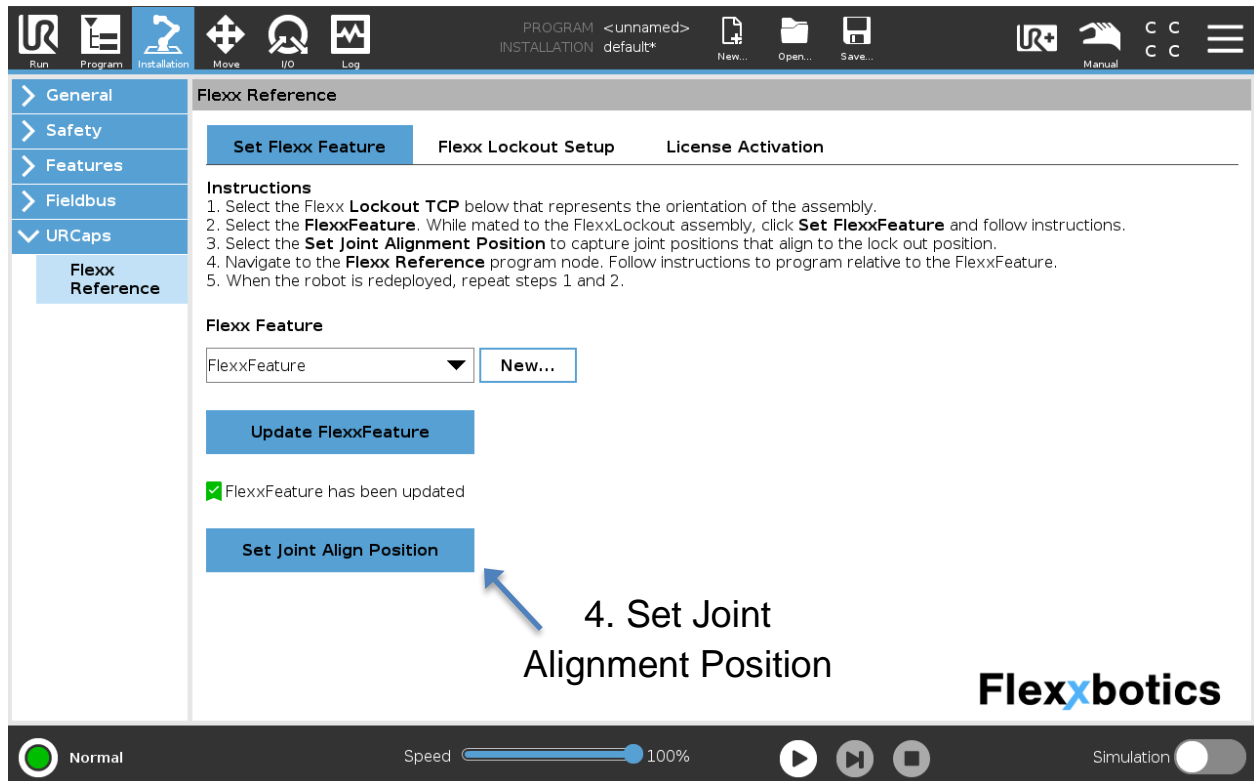 PROGRAM <unnamed>
INSTALLATION default*
UR
UR+
C C
C C
Run
Program
Installation
Move
I/O
Log
New...
Open...
Save...
Manual
General
Safety
Features
Fieldbus
URCaps
Flexx
Reference
Flexx Reference
Set Flexx Feature
Flexx Lockout Setup
License Activation
Instructions
1. Select the Flexx Lockout TCP below that represents the orientation of the assembly.
2. Select the FlexxFeature. While mated to the FlexxLockout assembly, click Set FlexxFeature and follow instructions.
3. Select the Set Joint Alignment Position to capture joint positions that align to the lock out position.
4. Navigate to the Flexx Reference program node. Follow instructions to program relative to the FlexxFeature.
5. When the robot is redeployed, repeat steps 1 and 2.
Flexx Feature
FlexxFeature
New...
Update FlexxFeature
FlexxFeature has been updated
Set Joint Align Position
4. Set Joint
Alignment Position
Flexxbotics
Normal
Speed
100%
Simulation